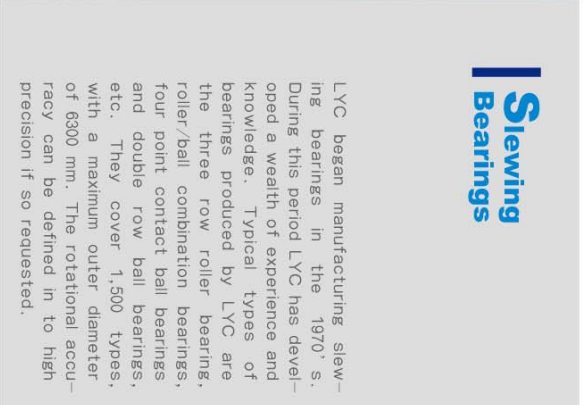 Slewing
Bearings
LYC began manufacturing slew-
ing bearings in the 1970's.
During this period LYC has devel-
oped a wealth of experience and
knowledge. Typical types of
bearings produced by LYC are
the three row roller bearing,
roller/ball combination bearings,
four point contact ball bearings
and double row ball bearings,
etc. They cover 1,500 types,
with a maximum outer diameter
of 6300 mm. The rotational accu-
racy can be defined in to high
precision if so requested.